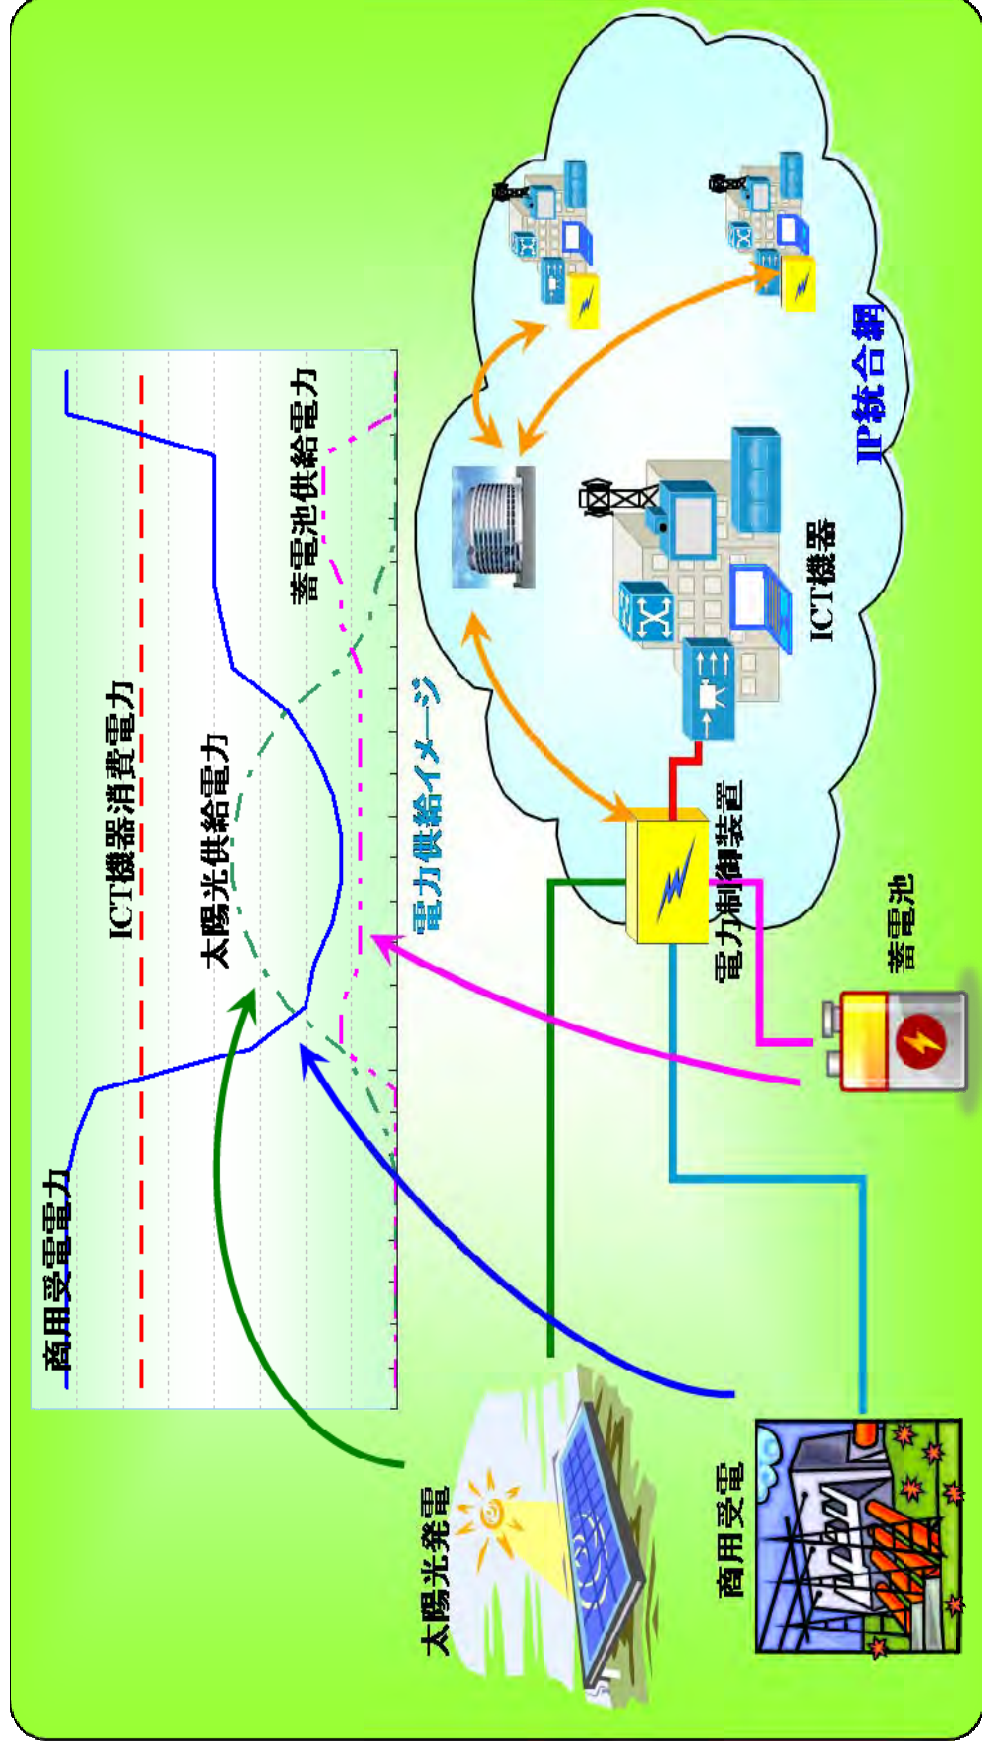 商用受電電力
ICT機器消費電力
太陽光供給電力
蓄電池供給電力
電力供給イメージ
太陽光発電
商用受電
蓄電池
電力制御装置
ICT機器
IP統合網